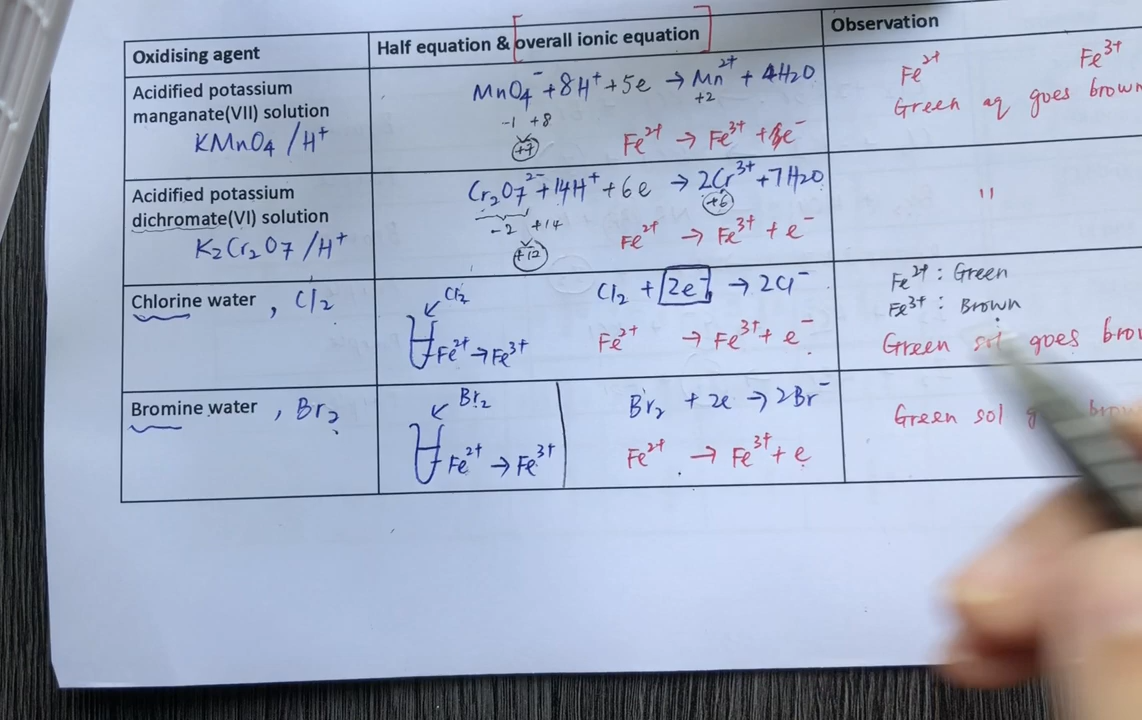 Oxidising agent
Half equation & overall ionic equation
Observation
Acidified potassium
manganate(VII) solution
KMnO4 /H⁺
MnO4⁻ + 8H⁺ + 5e → Mn²⁺ + 4H2O
+2
-1 +8
+7
Fe²⁺ → Fe³⁺ + e⁻
Fe²⁺ Fe³⁺
Green aq goes brown
Acidified potassium
dichromate(VI) solution
K2Cr2O7 /H⁺
Cr2O7²⁻ + 14H⁺ + 6e → 2Cr³⁺ + 7H2O
+6
-2 +14
+12
Fe²⁺ → Fe³⁺ + e⁻
"
Chlorine water , Cl2
Cl2
Fe²⁺ → Fe³⁺
Cl2 + 2e⁻ → 2Cl⁻
Fe²⁺ → Fe³⁺ + e⁻
Fe²⁺ : Green
Fe³⁺ : Brown
Green sol goes brow
Bromine water , Br2
Br2
Fe²⁺ → Fe³⁺
Br2 + 2e → 2Br⁻
Fe²⁺ → Fe³⁺ + e
Green sol